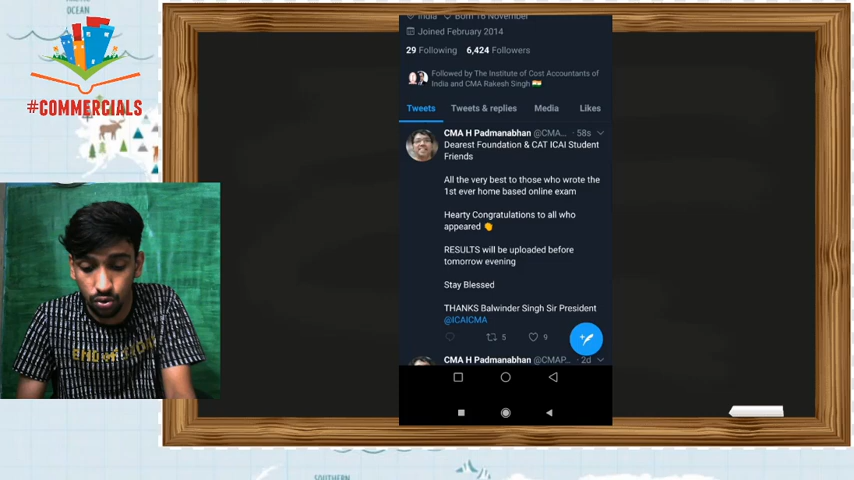 OCEAN
#COMMERCIALS
India Born 16 November
Joined February 2014
29 Following 6,424 Followers
Followed by The Institute of Cost Accountants of
India and CMA Rakesh Singh 🇮🇳
Tweets Tweets & replies Media Likes
CMA H Padmanabhan @CMA... · 58s
Dearest Foundation & CAT ICAI Student
Friends
All the very best to those who wrote the
1st ever home based online exam
Hearty Congratulations to all who
appeared 👏
RESULTS will be uploaded before
tomorrow evening
Stay Blessed
THANKS Balwinder Singh Sir President
@ICAICMA
5 9
CMA H Padmanabhan @CMAP... · 2d
SOUTHERN